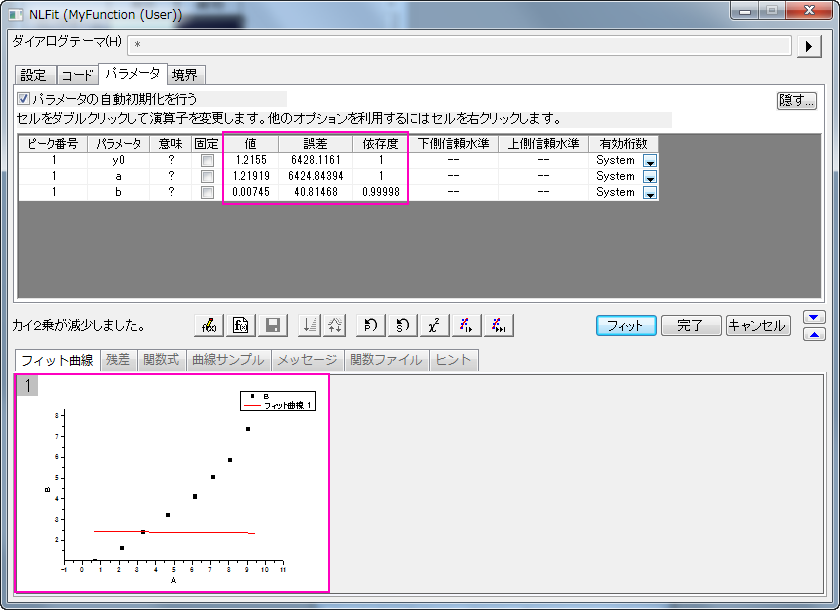 NLFit (MyFunction (User))
ダイアログテーマ(H) *
設定 コード パラメータ 境界
パラメータの自動初期化を行う 隠す...
セルをダブルクリックして演算子を変更します。他のオプションを利用するにはセルを右クリックします。
ピーク番号 パラメータ 意味 固定 値 誤差 依存度 下側信頼水準 上側信頼水準 有効桁数
1 y0 ? 1.2155 6428.1161 1 -- -- System
1 a ? 1.21919 6424.84394 1 -- -- System
1 b ? 0.00745 40.81468 0.99998 -- -- System
カイ2乗が減少しました。 P S χ² フィット 完了 キャンセル
フィット曲線 残差 関数式 曲線サンプル メッセージ 関数ファイル ヒント
1
B
フィット曲線 1
8
7
6
5
B
4
3
2
-1 0 1 2 3 4 5 6 7 8 9 10 11
A